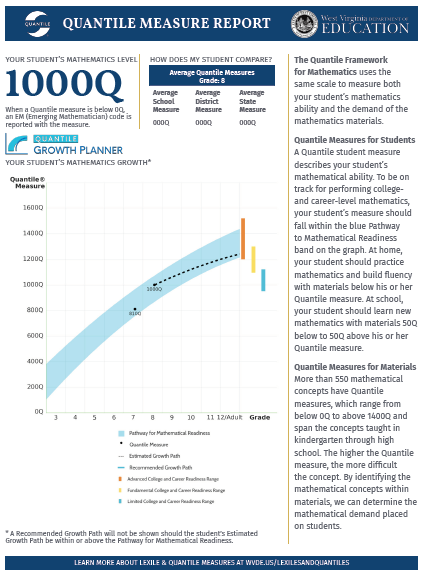 QUANTILE
QUANTILE MEASURE REPORT
West Virginia DEPARTMENT OF
EDUCATION
YOUR STUDENT'S MATHEMATICS LEVEL
1000Q
When a Quantile measure is below 0Q,
an EM (Emerging Mathematician) code is
reported with the measure.
HOW DOES MY STUDENT COMPARE?
Average Quantile Measures
Grade: 8
Average School Measure
Average District Measure
Average State Measure
000Q 000Q 000Q
QUANTILE
GROWTH PLANNER
YOUR STUDENT'S MATHEMATICS GROWTH*
Quantile®
Measure
1600Q
1400Q
1200Q
1000Q
800Q
600Q
400Q
200Q
0Q
1000Q
810Q
3 4 5 6 7 8 9 10 11 12/Adult Grade
Pathway for Mathematical Readiness
Quantile Measure
Estimated Growth Path
Recommended Growth Path
Advanced College and Career Readiness Range
Fundamental College and Career Readiness Range
Limited College and Career Readiness Range
* A Recommended Growth Path will not be shown should the student's Estimated
Growth Path be within or above the Pathway for Mathematical Readiness.
The Quantile Framework
for Mathematics uses the
same scale to measure both
your student's mathematics
ability and the demand of the
mathematics materials.
Quantile Measures for Students
A Quantile student measure
describes your student's
mathematical ability. To be on
track for performing college-
and career-level mathematics,
your student's measure should
fall within the blue Pathway
to Mathematical Readiness
band on the graph. At home,
your student should practice
mathematics and build fluency
with materials below his or her
Quantile measure. At school,
your student should learn new
mathematics with materials 50Q
below to 50Q above his or her
Quantile measure.
Quantile Measures for Materials
More than 550 mathematical
concepts have Quantile
measures, which range from
below 0Q to above 1400Q and
span the concepts taught in
kindergarten through high
school. The higher the Quantile
measure, the more difficult
the concept. By identifying the
mathematical concepts within
materials, we can determine the
mathematical demand placed
on students.
LEARN MORE ABOUT LEXILE & QUANTILE MEASURES AT WVDE.US/LEXILESANDQUANTILES